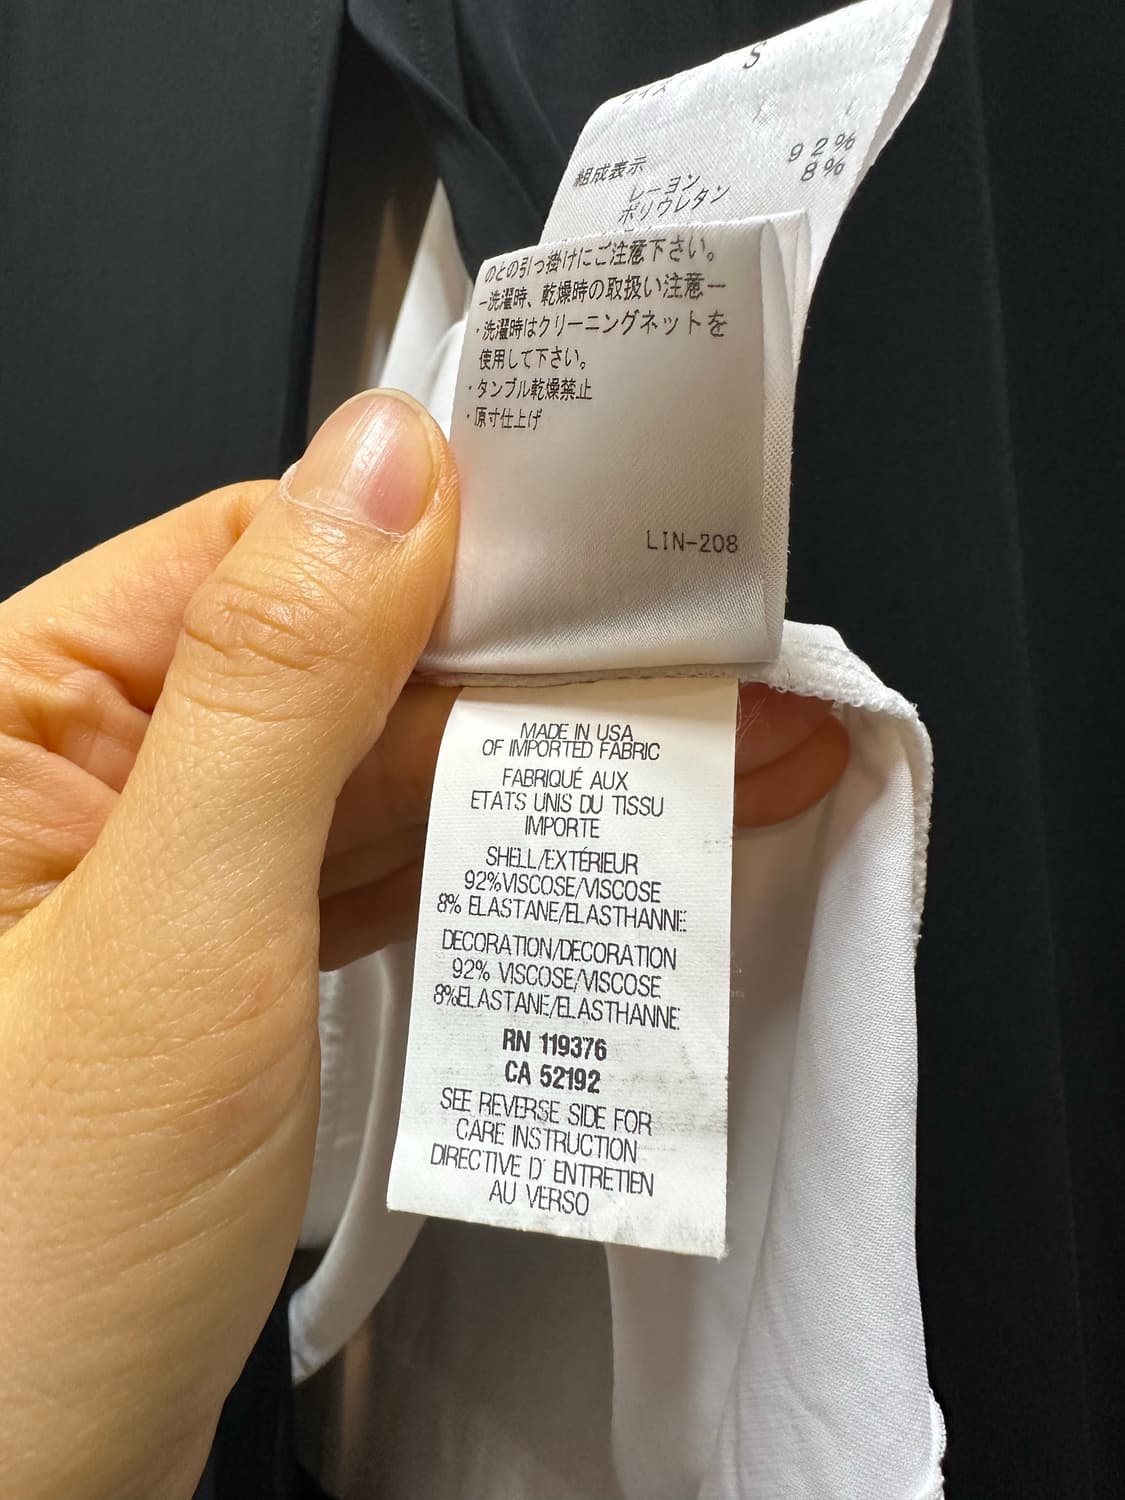 S
サイズ
組成表示
レーヨン 92%
ポリウレタン 8%
のとの引っ掛けにご注意下さい。
ー洗濯時、乾燥時の取扱い注意ー
・洗濯時はクリーニングネットを
使用して下さい。
・タンブル乾燥禁止
・原寸仕上げ
LIN-208
MADE IN USA
OF IMPORTED FABRIC
FABRIQUÉ AUX
ETATS UNIS DU TISSU
IMPORTE
SHELL/EXTÉRIEUR
92%VISCOSE/VISCOSE
8% ELASTANE/ELASTHANNE
DECORATION/DECORATION
92% VISCOSE/VISCOSE
8%ELASTANE/ELASTHANNE
RN 119376
CA 52192
SEE REVERSE SIDE FOR
CARE INSTRUCTION
DIRECTIVE D' ENTRETIEN
AU VERSO